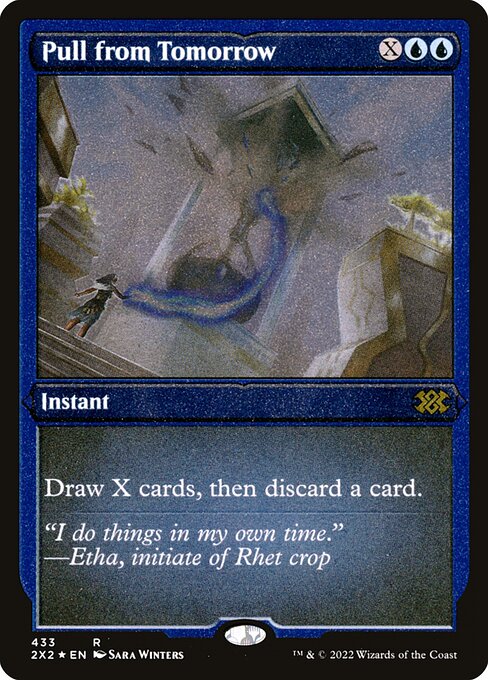 Pull from Tomorrow X
Instant
Draw X cards, then discard a card.
“I do things in my own time.”
—Etha, initiate of Rhet crop
433 R
2X2 ★ EN Sara Winters ™ & © 2022 Wizards of the Coast